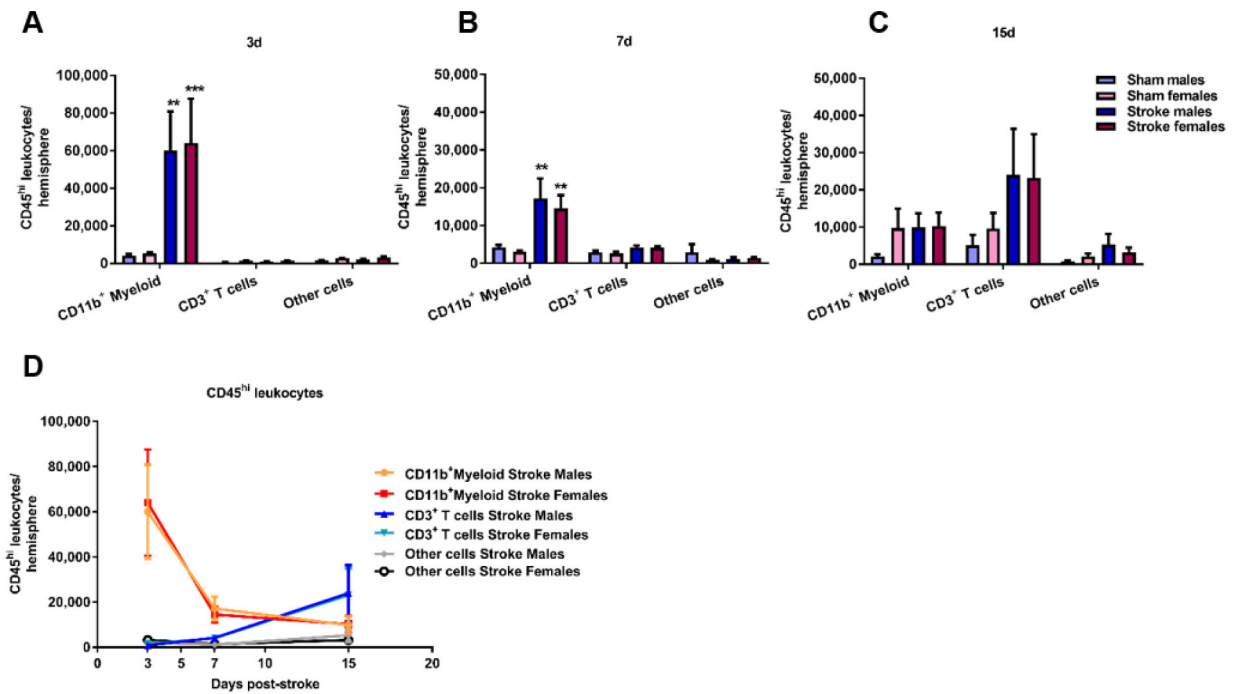 A
3d
CD45hi leukocytes/
hemisphere
100,000
80,000
60,000
40,000
20,000
0
**
***
CD11b+ Myeloid
CD3+ T cells
Other cells
B
7d
CD45hi leukocytes/
hemisphere
50,000
40,000
30,000
20,000
10,000
0
**
**
CD11b+ Myeloid
CD3+ T cells
Other cells
C
15d
CD45hi leukocytes/
hemisphere
50,000
40,000
30,000
20,000
10,000
0
CD11b+ Myeloid
CD3+ T cells
Other cells
Sham males
Sham females
Stroke males
Stroke females
D
CD45hi leukocytes
CD45hi leukocytes/
hemisphere
100,000
80,000
60,000
40,000
20,000
0
0 3 5 7 10 15 20
Days post-stroke
CD11b+Myeloid Stroke Males
CD11b+Myeloid Stroke Females
CD3+ T cells Stroke Males
CD3+ T cells Stroke Females
Other cells Stroke Males
Other cells Stroke Females